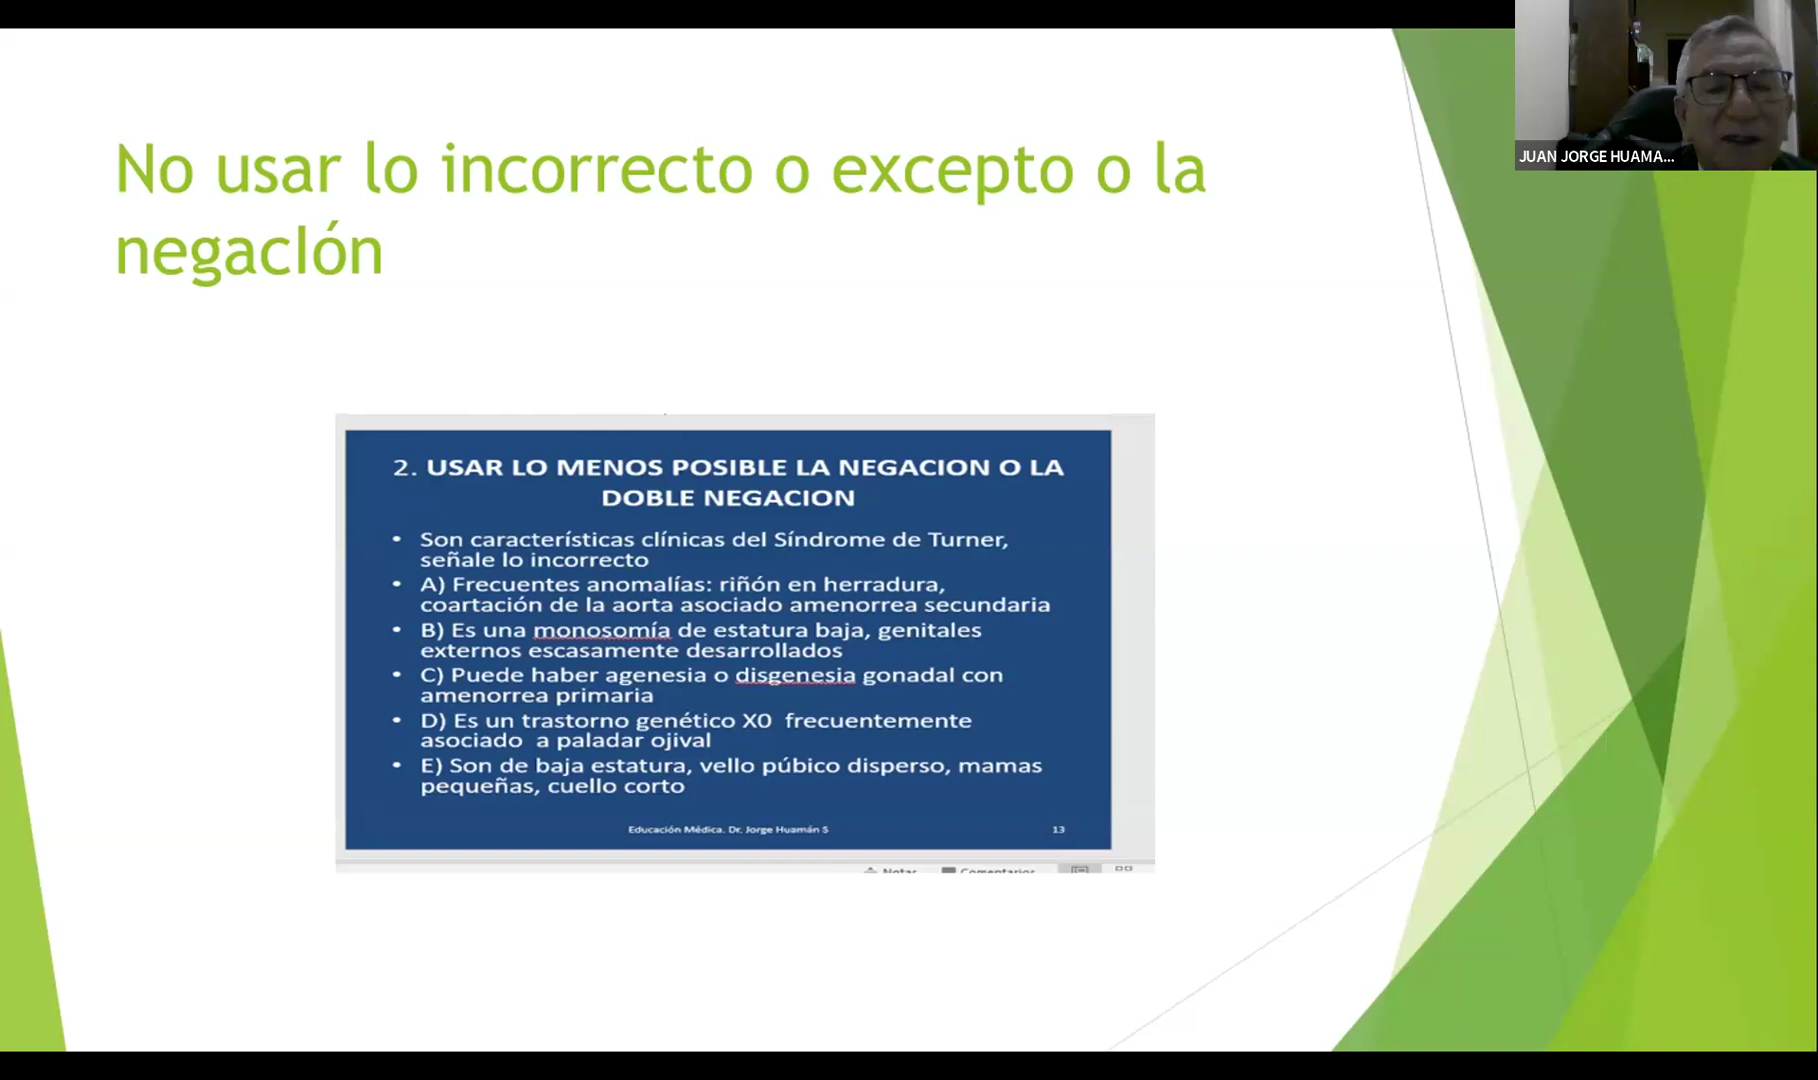 JUAN JORGE HUAMA...
No usar lo incorrecto o excepto o la
negacIón
2. USAR LO MENOS POSIBLE LA NEGACION O LA
DOBLE NEGACION
• Son características clínicas del Síndrome de Turner,
señale lo incorrecto
• A) Frecuentes anomalías: riñón en herradura,
coartación de la aorta asociado amenorrea secundaria
• B) Es una monosomía de estatura baja, genitales
externos escasamente desarrollados
• C) Puede haber agenesia o disgenesia gonadal con
amenorrea primaria
• D) Es un trastorno genético X0 frecuentemente
asociado a paladar ojival
• E) Son de baja estatura, vello púbico disperso, mamas
pequeñas, cuello corto
Educación Médica. Dr. Jorge Huamán S
13
Notas
Comentarios